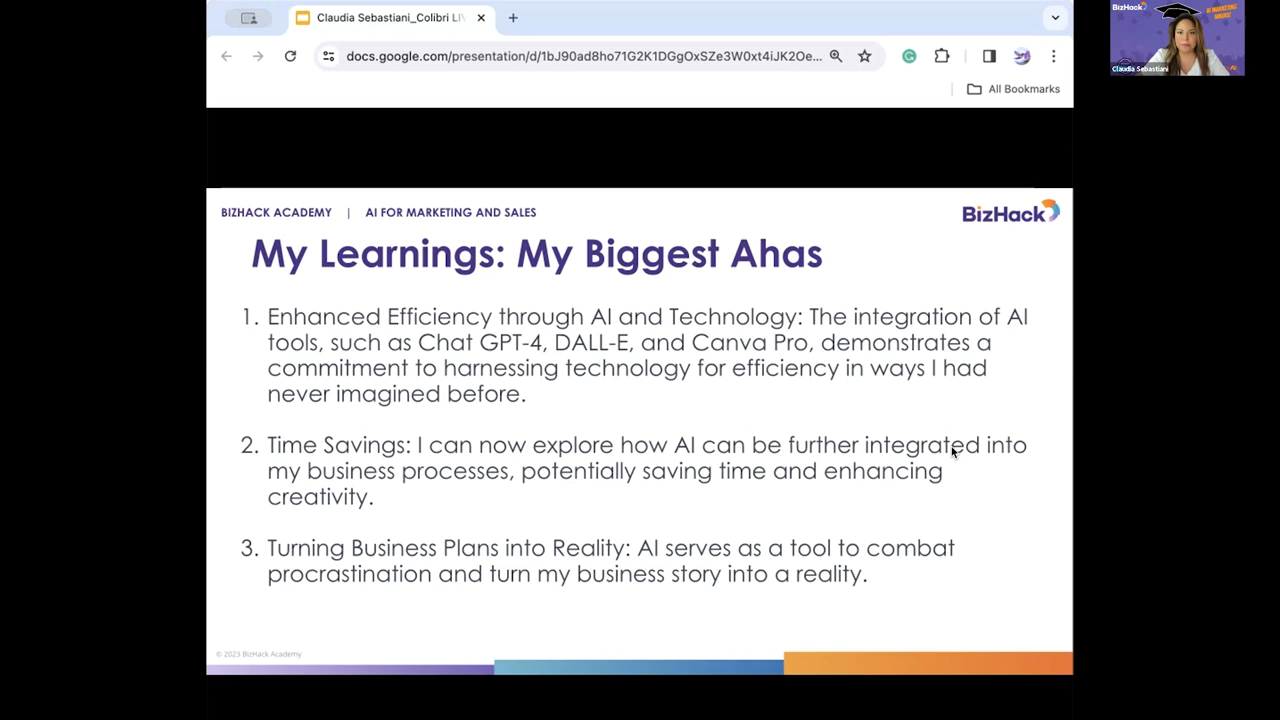 Claudia Sebastiani_Colibri LIV
docs.google.com/presentation/d/1bJ90ad8ho71G2K1DGgOxSZe3W0xt4iJK2Oe...
All Bookmarks
BizHack
AI MARKETING
Claudia Sebastiani
BIZHACK ACADEMY | AI FOR MARKETING AND SALES
BizHack
My Learnings: My Biggest Ahas
1. Enhanced Efficiency through AI and Technology: The integration of AI
tools, such as Chat GPT-4, DALL-E, and Canva Pro, demonstrates a
commitment to harnessing technology for efficiency in ways I had
never imagined before.
2. Time Savings: I can now explore how AI can be further integrated into
my business processes, potentially saving time and enhancing
creativity.
3. Turning Business Plans into Reality: AI serves as a tool to combat
procrastination and turn my business story into a reality.
© 2023 BizHack Academy